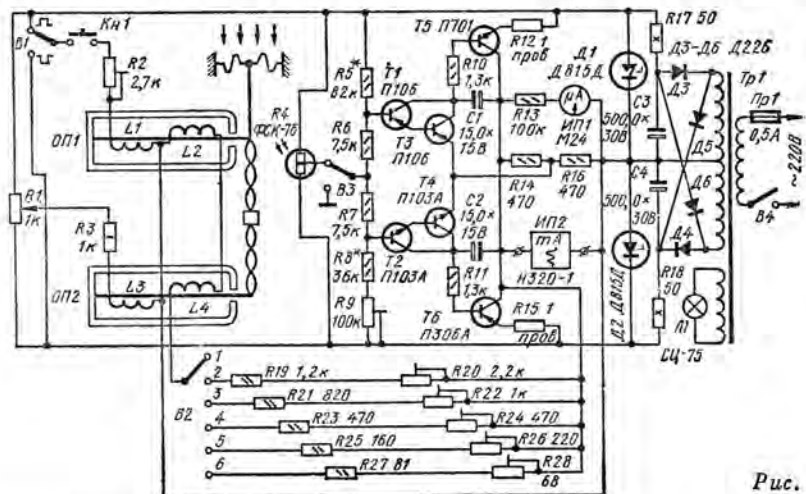 В1
Кн1
R2
2,7к
L1
L2
ОП1
R1
1к
R3
1к
L3
L4
ОП2
R4
ФСК-7б
В3
R5*
82к
R6
7,5к
R7
7,5к
R8*
36к
R9
100к
Т1
П106
Т3
П106
Т4
П103А
Т2
П103А
Т5 П701
R10
1,3к
С1
15,0×
15В
С2
15,0×
15В
R11
1,3к
Т6
П306А
R12 1
пров
R13
100к
Д1
Д815Д
μА
ИП1
М24
R14
470
R16
470
ИП2
mА
Н320-1
R15 1
пров
Д2 Д815Д
R17 50
Д3-Д6 Д226
Д3
С3
500,0×
30В
Д5
С4
500,0×
30В
Д6
Д4
R18
50
Л1
СЦ-75
Тр1
Пр1
0,5А
~220В
В4
В2
1
2
R19 1,2к
R20 2,2к
3
R21 820
R22 1к
4
R23 470
R24 470
5
R25 160
R26 220
6
R27 81
R28
68
Рис.